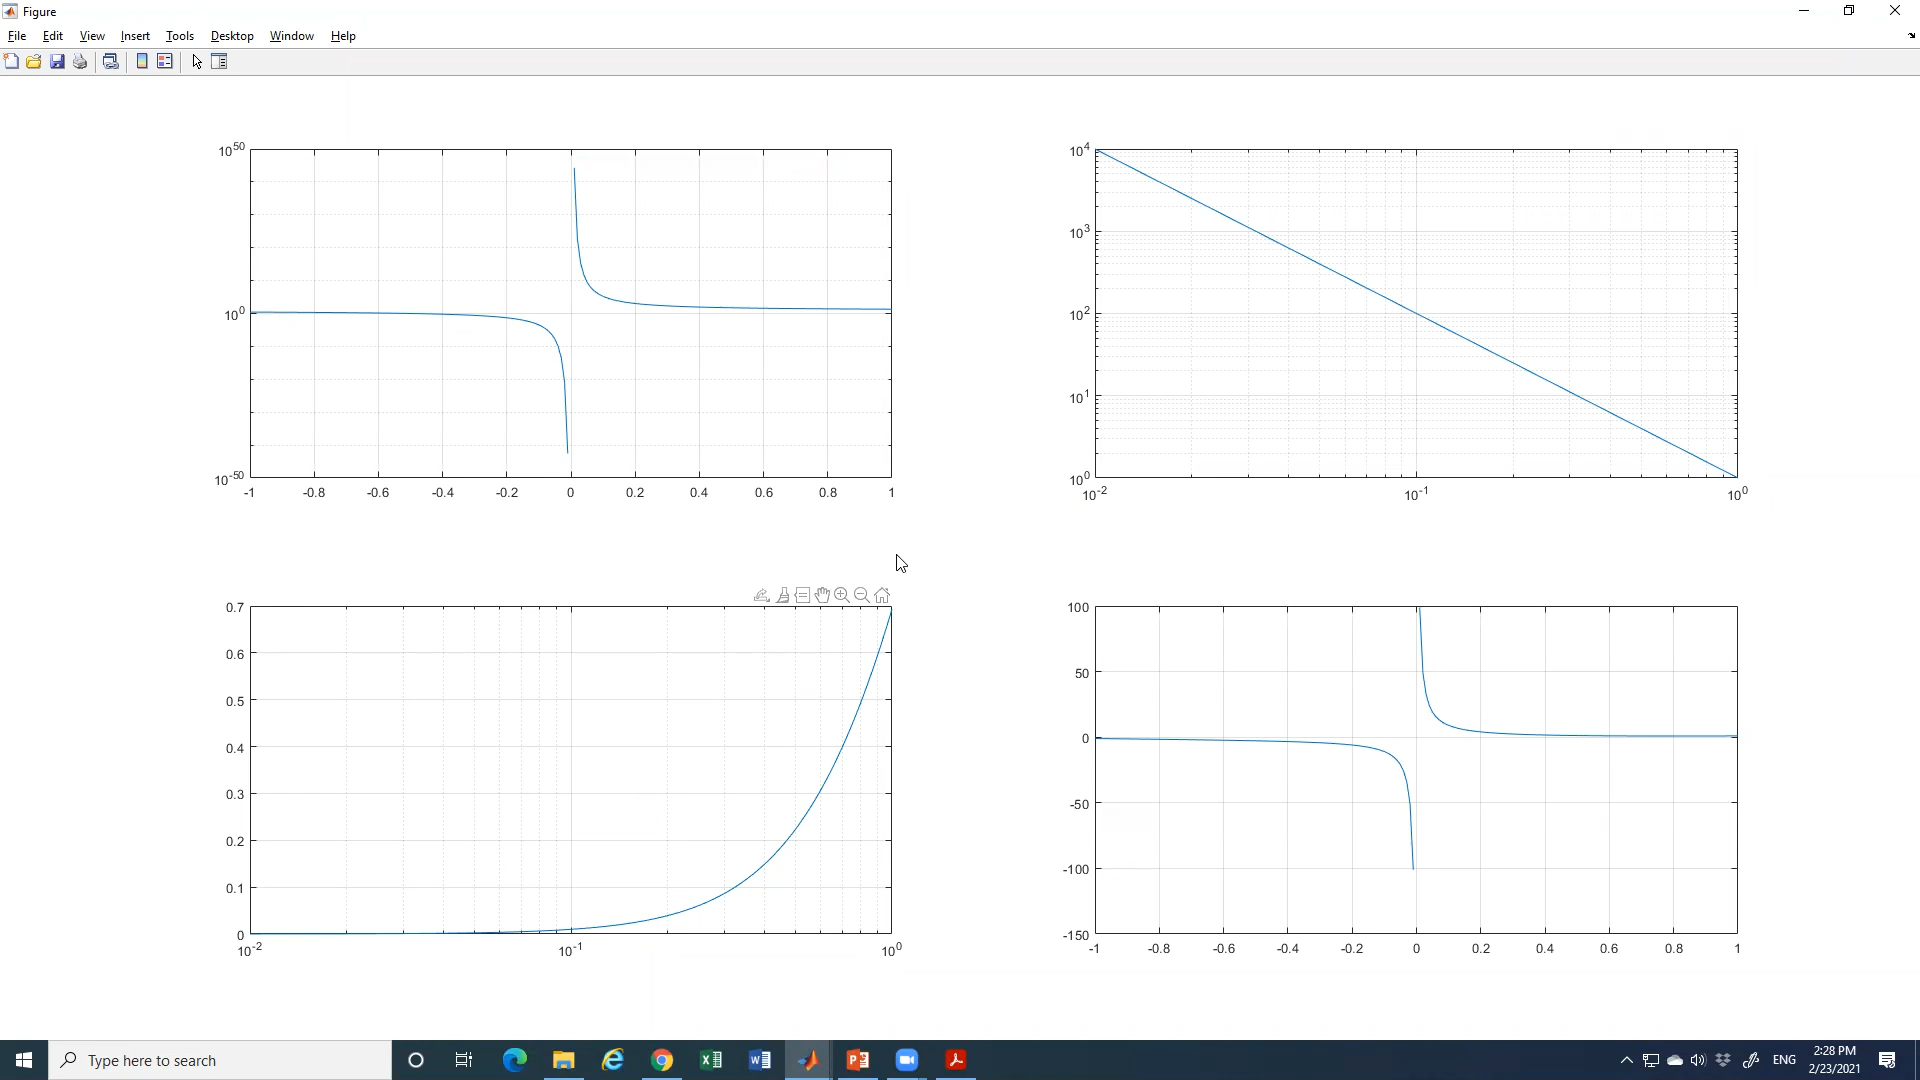 Figure
File Edit View Insert Tools Desktop Window Help
10^50
10^0
10^-50
-1 -0.8 -0.6 -0.4 -0.2 0 0.2 0.4 0.6 0.8 1
10^4
10^3
10^2
10^1
10^0
10^-2 10^-1 10^0
0.7
0.6
0.5
0.4
0.3
0.2
0.1
0
10^-2 10^-1 10^0
100
50
0
-50
-100
-150
-1 -0.8 -0.6 -0.4 -0.2 0 0.2 0.4 0.6 0.8 1
Type here to search
ENG
2:28 PM
2/23/2021